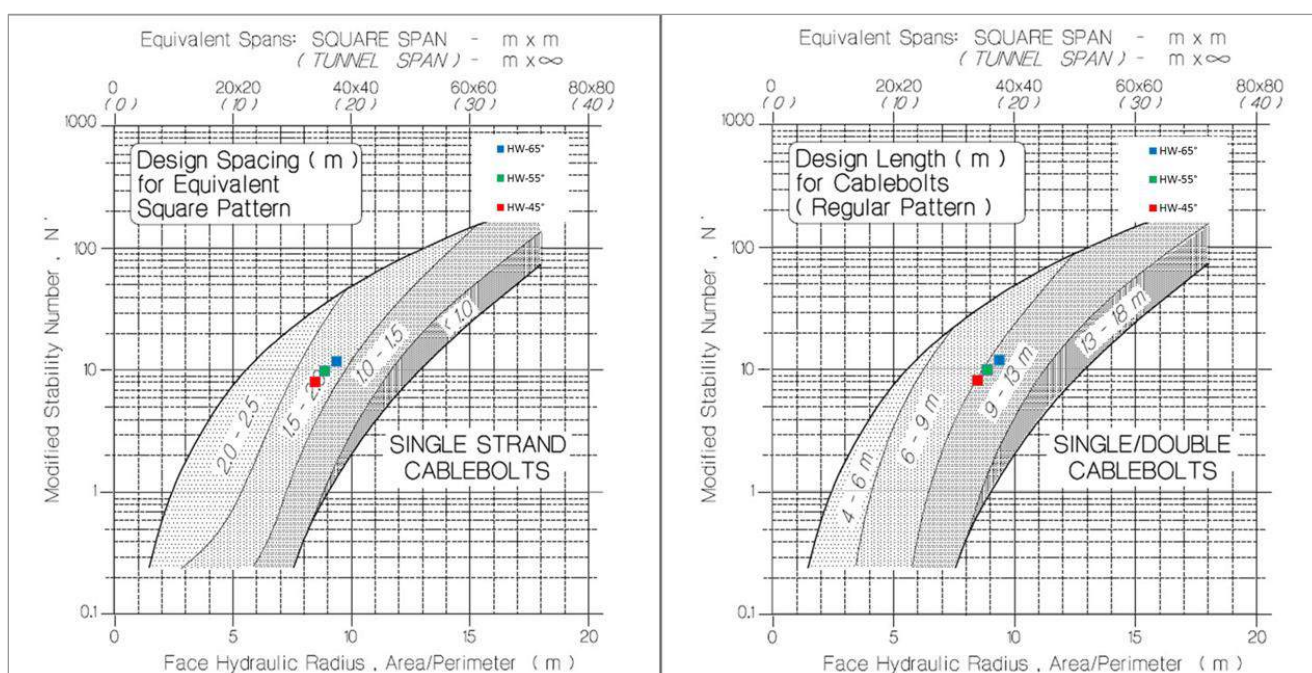 Equivalent Spans: SQUARE SPAN - m x m
( TUNNEL SPAN ) - m x ∞
0 20x20 40x40 60x60 80x80
( 0 ) ( 10 ) ( 20 ) ( 30 ) ( 40 )
1000
100
10
1
0.1
Modified Stability Number , N'
Design Spacing ( m )
for Equivalent
Square Pattern
HW-65°
HW-55°
HW-45°
2.0 - 2.5
1.0 - 1.5
< 1.0
SINGLE STRAND
CABLEBOLTS
0 5 10 15 20
Face Hydraulic Radius , Area/Perimeter ( m )
Equivalent Spans: SQUARE SPAN - m x m
( TUNNEL SPAN ) - m x ∞
0 20x20 40x40 60x60 80x80
( 0 ) ( 10 ) ( 20 ) ( 30 ) ( 40 )
1000
100
10
1
0.1
Modified Stability Number , N'
Design Length ( m )
for Cablebolts
( Regular Pattern )
HW-65°
HW-55°
HW-45°
4 - 6 m
6 - 9 m
9 - 13 m
13 - 18 m
SINGLE/DOUBLE
CABLEBOLTS
0 5 10 15 20
Face Hydraulic Radius , Area/Perimeter ( m )